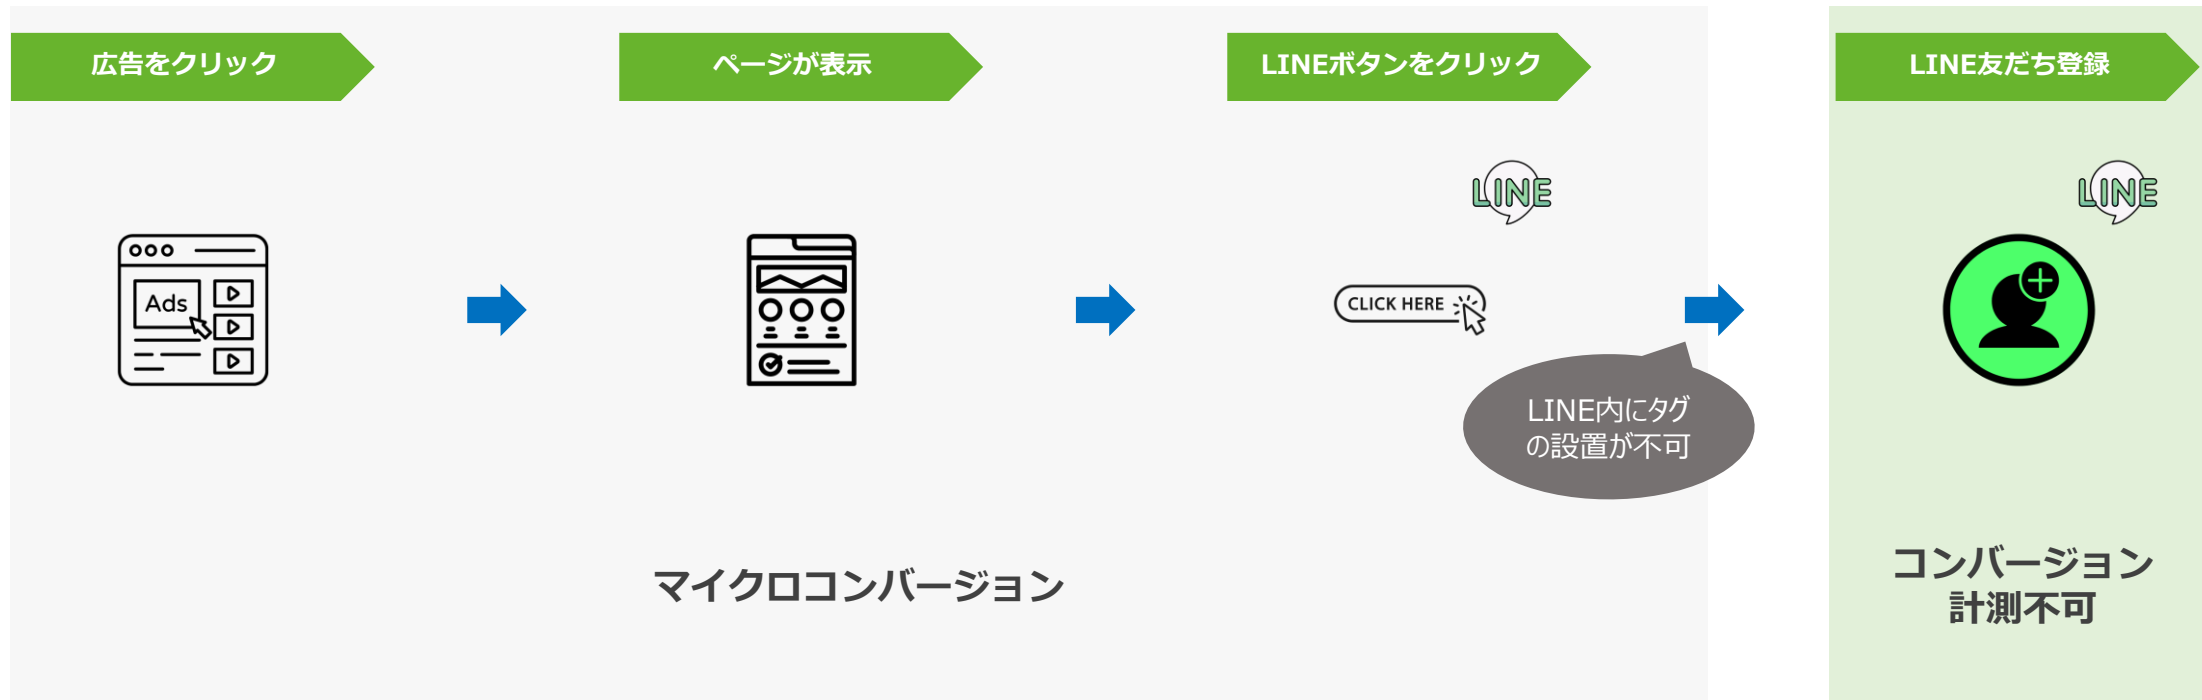 広告をクリック
ページが表示
LINEボタンをクリック
LINE友だち登録
LINE
LINE
Ads
CLICK HERE
LINE内にタグ
の設置が不可
マイクロコンバージョン
コンバージョン
計測不可